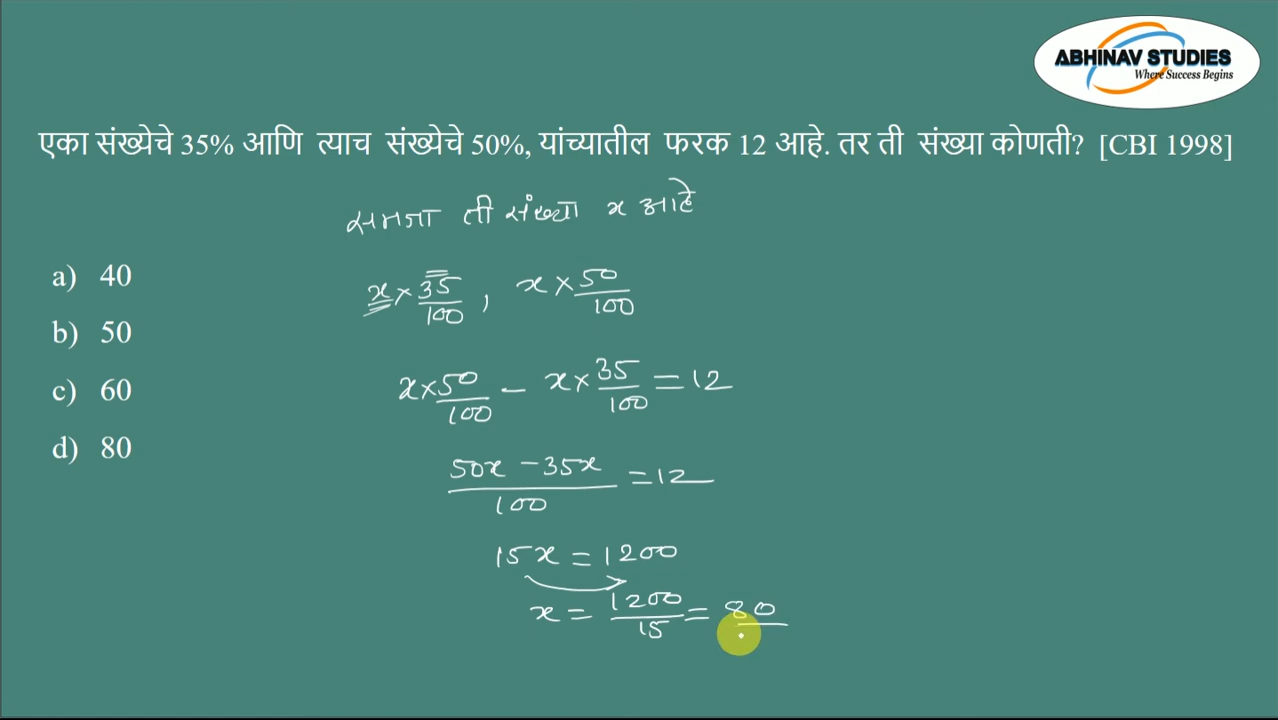 ABHINAV STUDIES
Where Success Begins
एका संख्येचे 35% आणि त्याच संख्येचे 50%, यांच्यातील फरक 12 आहे. तर ती संख्या कोणती? [CBI 1998]
समजा ती संख्या x आहे
a) 40
x × 35/100 , x × 50/100
b) 50
c) 60
x × 50/100 − x × 35/100 = 12
d) 80
50x − 35x / 100 = 12
15x = 1200
x = 1200/15 = 80